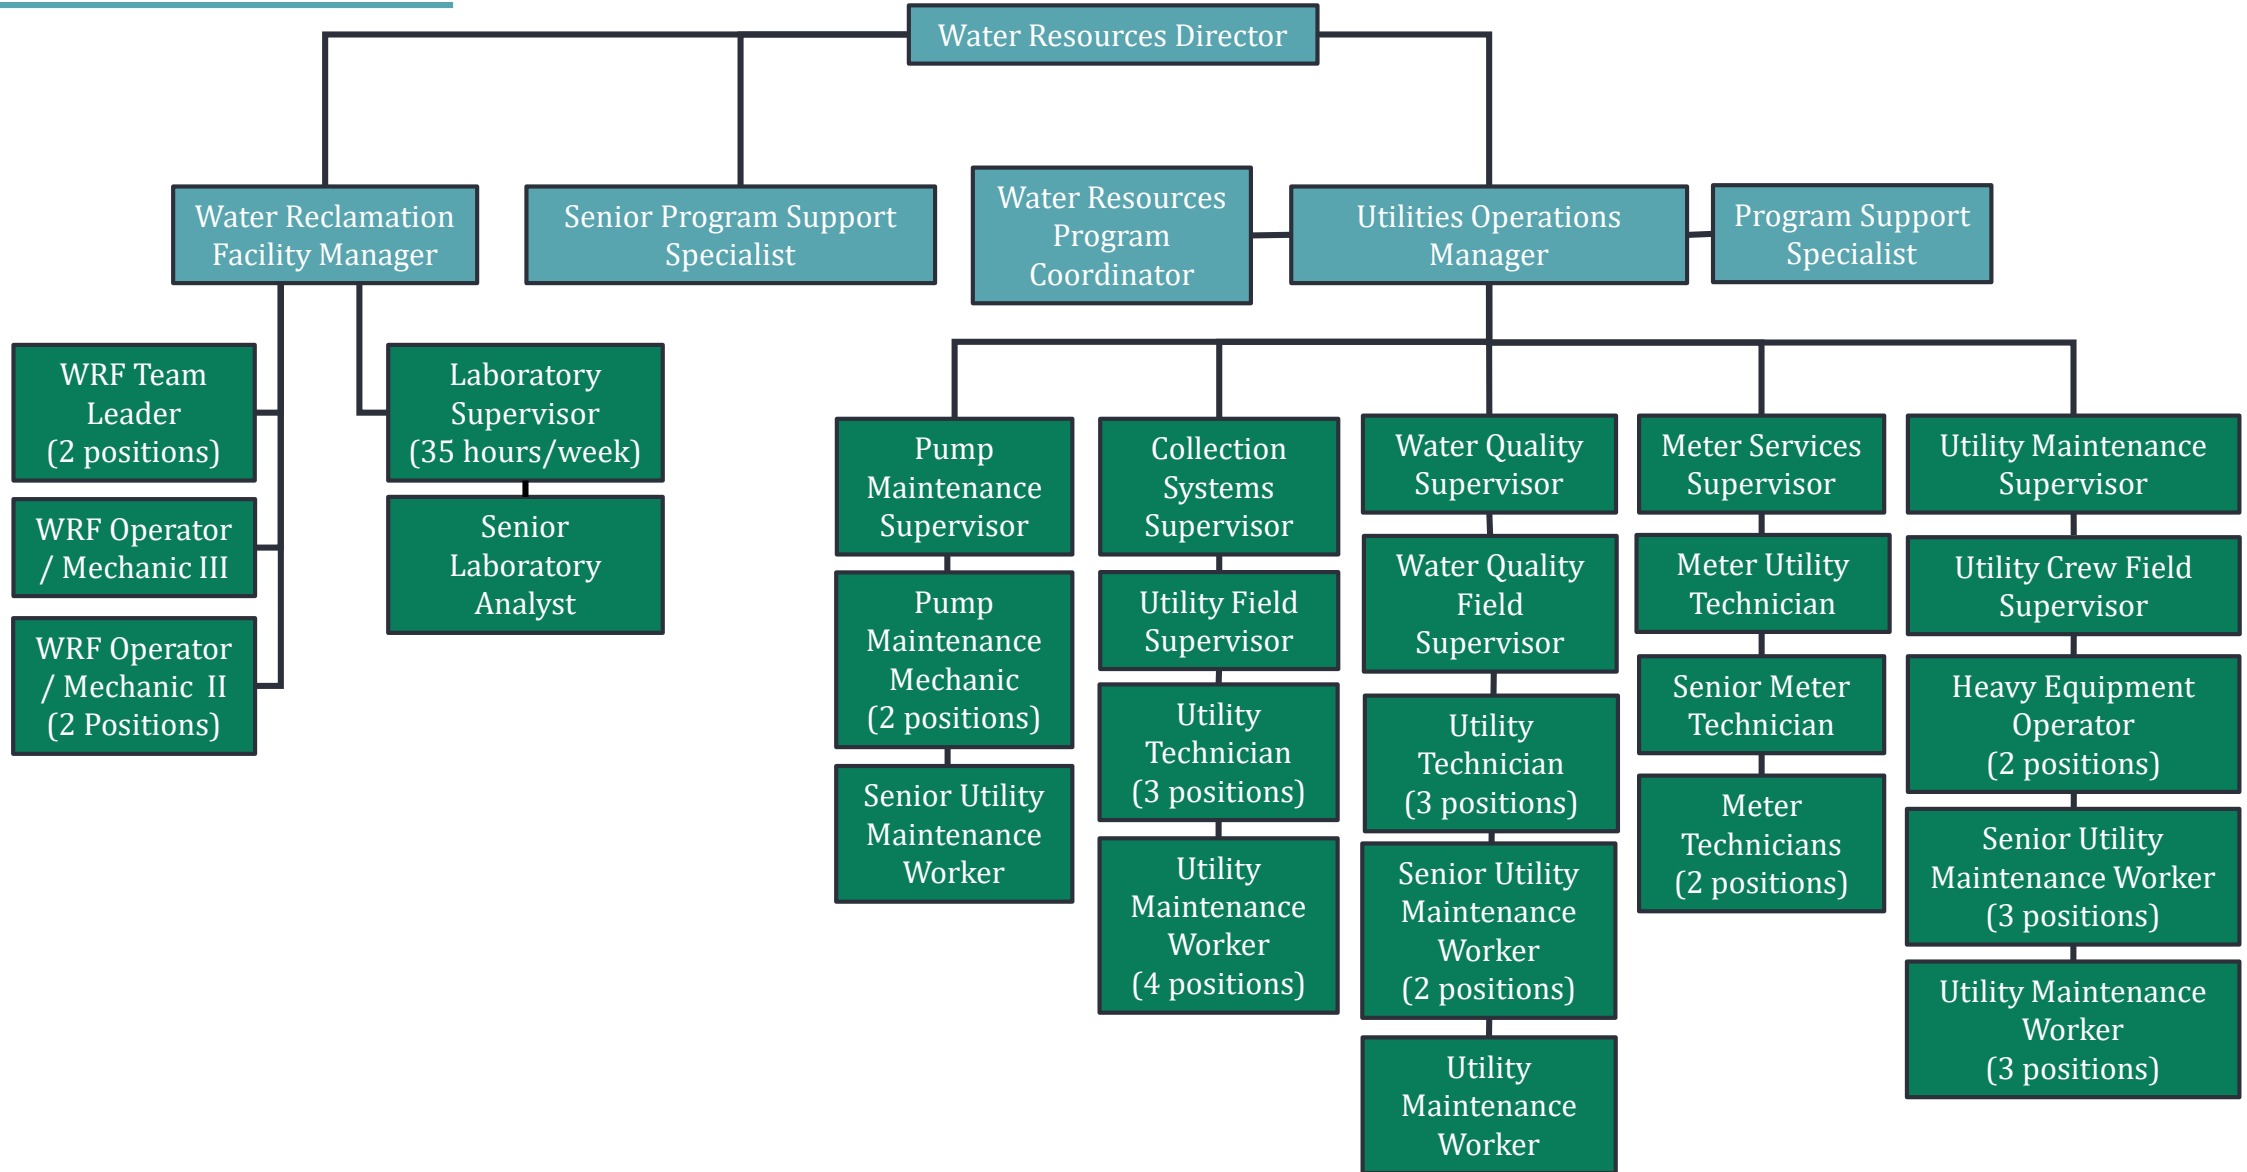 Water Resources Director
Water Reclamation
Facility Manager
Senior Program Support
Specialist
Water Resources
Program
Coordinator
Utilities Operations
Manager
Program Support
Specialist
WRF Team
Leader
(2 positions)
WRF Operator
/ Mechanic III
WRF Operator
/ Mechanic  II
(2 Positions)
Laboratory
Supervisor
(35 hours/week)
Senior
Laboratory
Analyst
Pump
Maintenance
Supervisor
Pump
Maintenance
Mechanic
(2 positions)
Senior Utility
Maintenance
Worker
Collection
Systems
Supervisor
Utility Field
Supervisor
Utility
Technician
(3 positions)
Utility
Maintenance
Worker
(4 positions)
Water Quality
Supervisor
Water Quality
Field
Supervisor
Utility
Technician
(3 positions)
Senior Utility
Maintenance
Worker
(2 positions)
Utility
Maintenance
Worker
Meter Services
Supervisor
Meter Utility
Technician
Senior Meter
Technician
Meter
Technicians
(2 positions)
Utility Maintenance
Supervisor
Utility Crew Field
Supervisor
Heavy Equipment
Operator
(2 positions)
Senior Utility
Maintenance Worker
(3 positions)
Utility Maintenance
Worker
(3 positions)